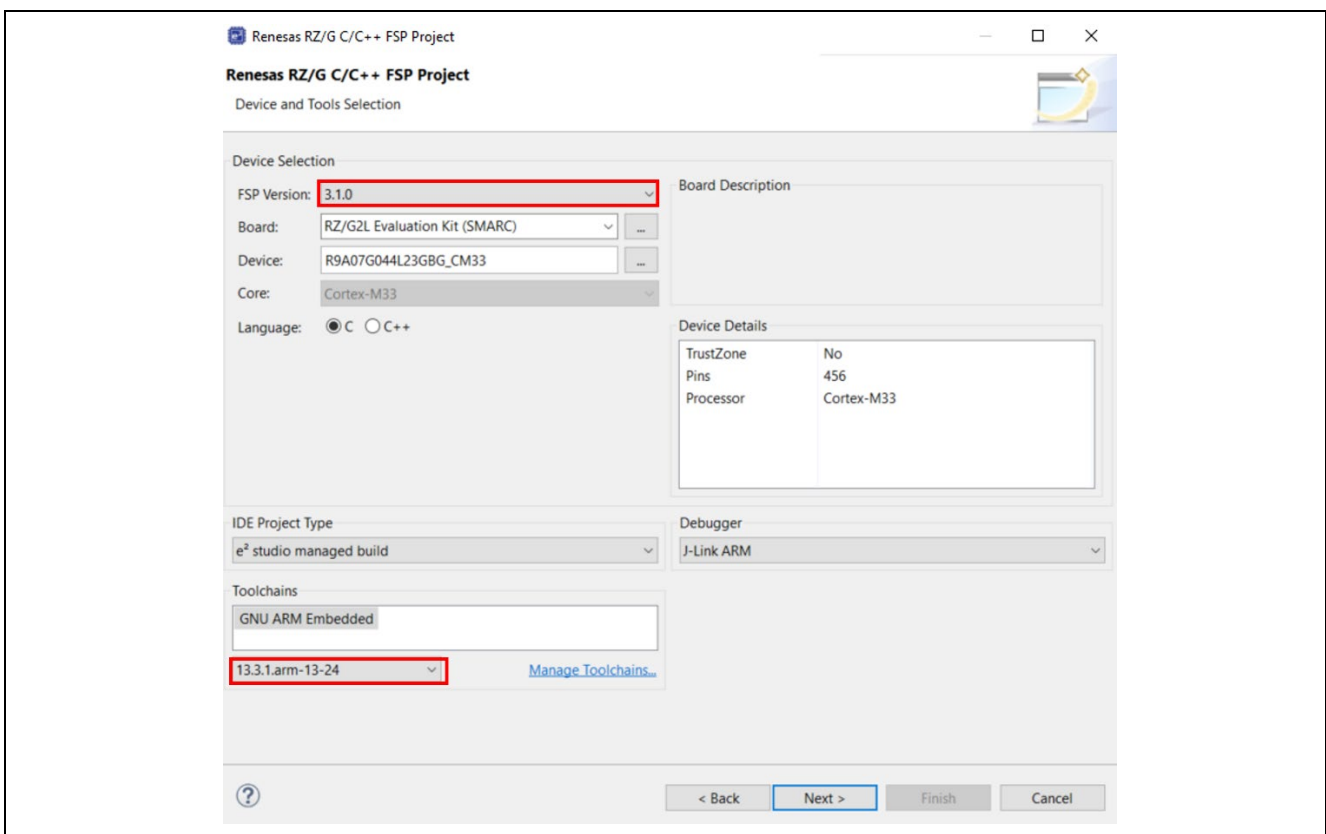 Renesas RZ/G C/C++ FSP Project
Renesas RZ/G C/C++ FSP Project
Device and Tools Selection
Device Selection
FSP Version: 3.1.0
Board: RZ/G2L Evaluation Kit (SMARC) ...
Device: R9A07G044L23GBG_CM33 ...
Core: Cortex-M33
Language: C C++
Board Description
Device Details
TrustZone No
Pins 456
Processor Cortex-M33
IDE Project Type
e² studio managed build
Debugger
J-Link ARM
Toolchains
GNU ARM Embedded
13.3.1.arm-13-24
Manage Toolchains...
?
< Back Next > Finish Cancel